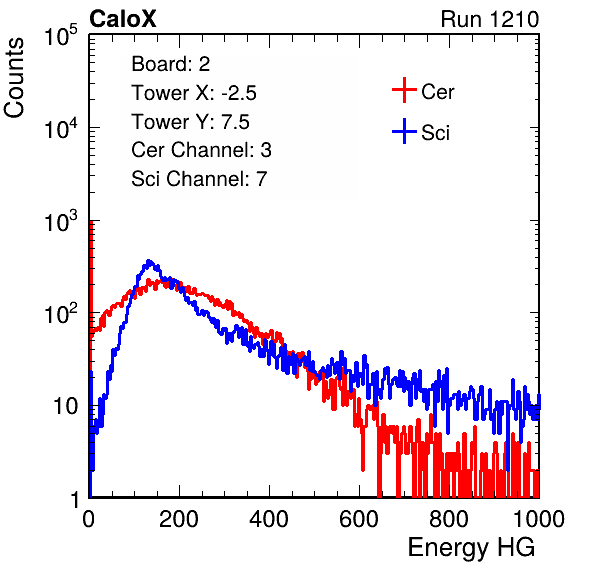 CaloX Run 1210
Counts
Board: 2
Tower X: -2.5
Tower Y: 7.5
Cer Channel: 3
Sci Channel: 7
Cer
Sci
10^5
10^4
10^3
10^2
10
1
0 200 400 600 800 1000
Energy HG